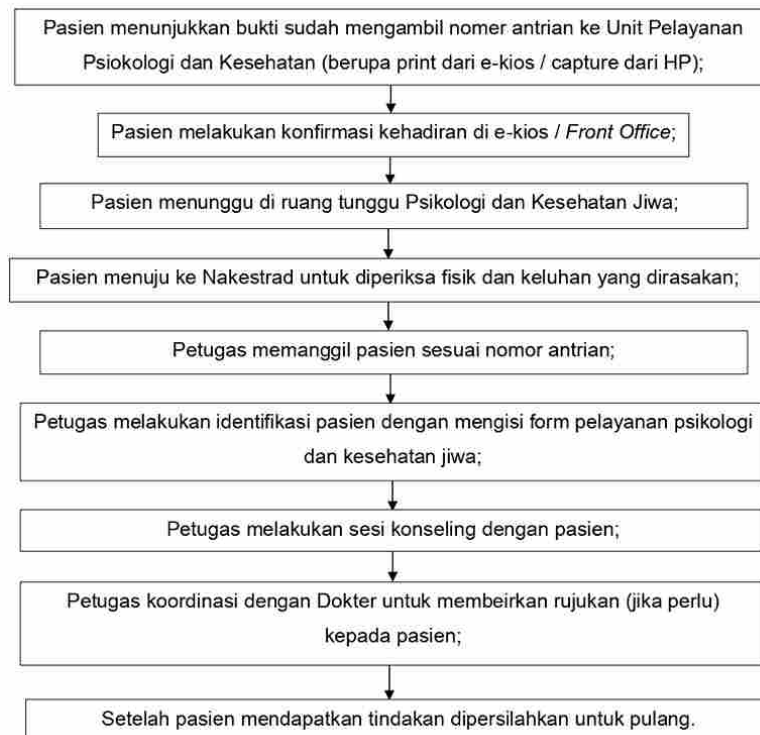 Pasien menunjukkan bukti sudah mengambil nomer antrian ke Unit Pelayanan
Psiokologi dan Kesehatan (berupa print dari e-kios / capture dari HP);
Pasien melakukan konfirmasi kehadiran di e-kios / Front Office;
Pasien menunggu di ruang tunggu Psikologi dan Kesehatan Jiwa;
Pasien menuju ke Nakestrad untuk diperiksa fisik dan keluhan yang dirasakan;
Petugas memanggil pasien sesuai nomor antrian;
Petugas melakukan identifikasi pasien dengan mengisi form pelayanan psikologi
dan kesehatan jiwa;
Petugas melakukan sesi konseling dengan pasien;
Petugas koordinasi dengan Dokter untuk membeirkan rujukan (jika perlu)
kepada pasien;
Setelah pasien mendapatkan tindakan dipersilahkan untuk pulang.